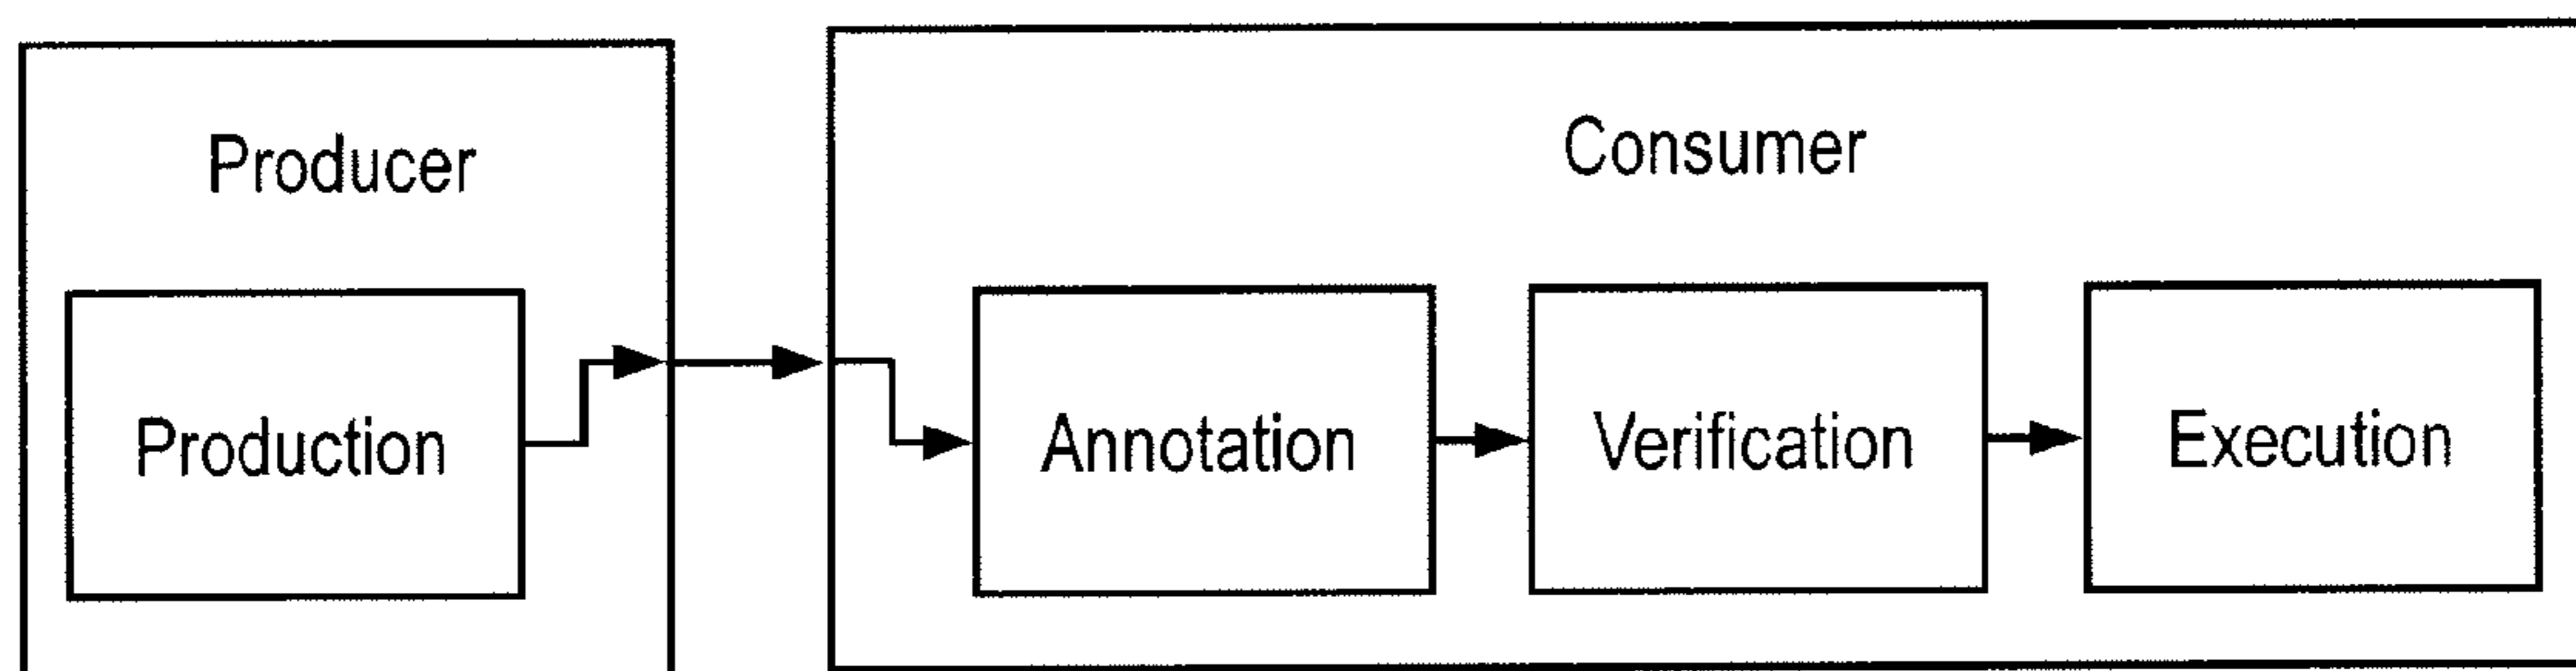 Producer
Consumer
Production
Annotation
Verification
Execution